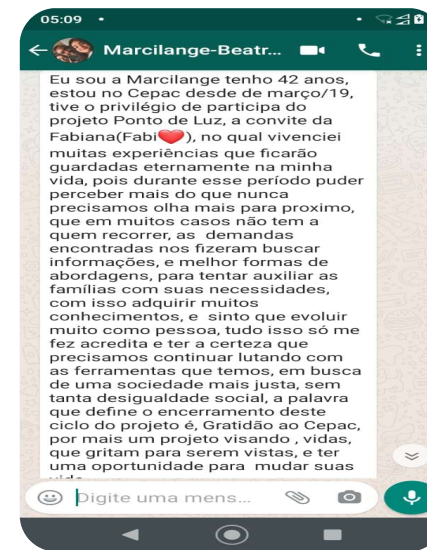 05:09
Marcilange-Beatr...
Eu sou a Marcilange tenho 42 anos,
estou no Cepac desde de março/19,
tive o privilégio de participa do
projeto Ponto de Luz, a convite da
Fabiana(Fabi❤️), no qual vivenciei
muitas experiências que ficarão
guardadas eternamente na minha
vida, pois durante esse período puder
perceber mais do que nunca
precisamos olha mais para proximo,
que em muitos casos não tem a
quem recorrer, as demandas
encontradas nos fizeram buscar
informações, e melhor formas de
abordagens, para tentar auxiliar as
famílias com suas necessidades,
com isso adquirir muitos
conhecimentos, e sinto que evoluir
muito como pessoa, tudo isso só me
fez acredita e ter a certeza que
precisamos continuar lutando com
as ferramentas que temos, em busca
de uma sociedade mais justa, sem
tanta desigualdade social, a palavra
que define o encerramento deste
ciclo do projeto é, Gratidão ao Cepac,
por mais um projeto visando , vidas,
que gritam para serem vistas, e ter
uma oportunidade para mudar suas
Digite uma mens...